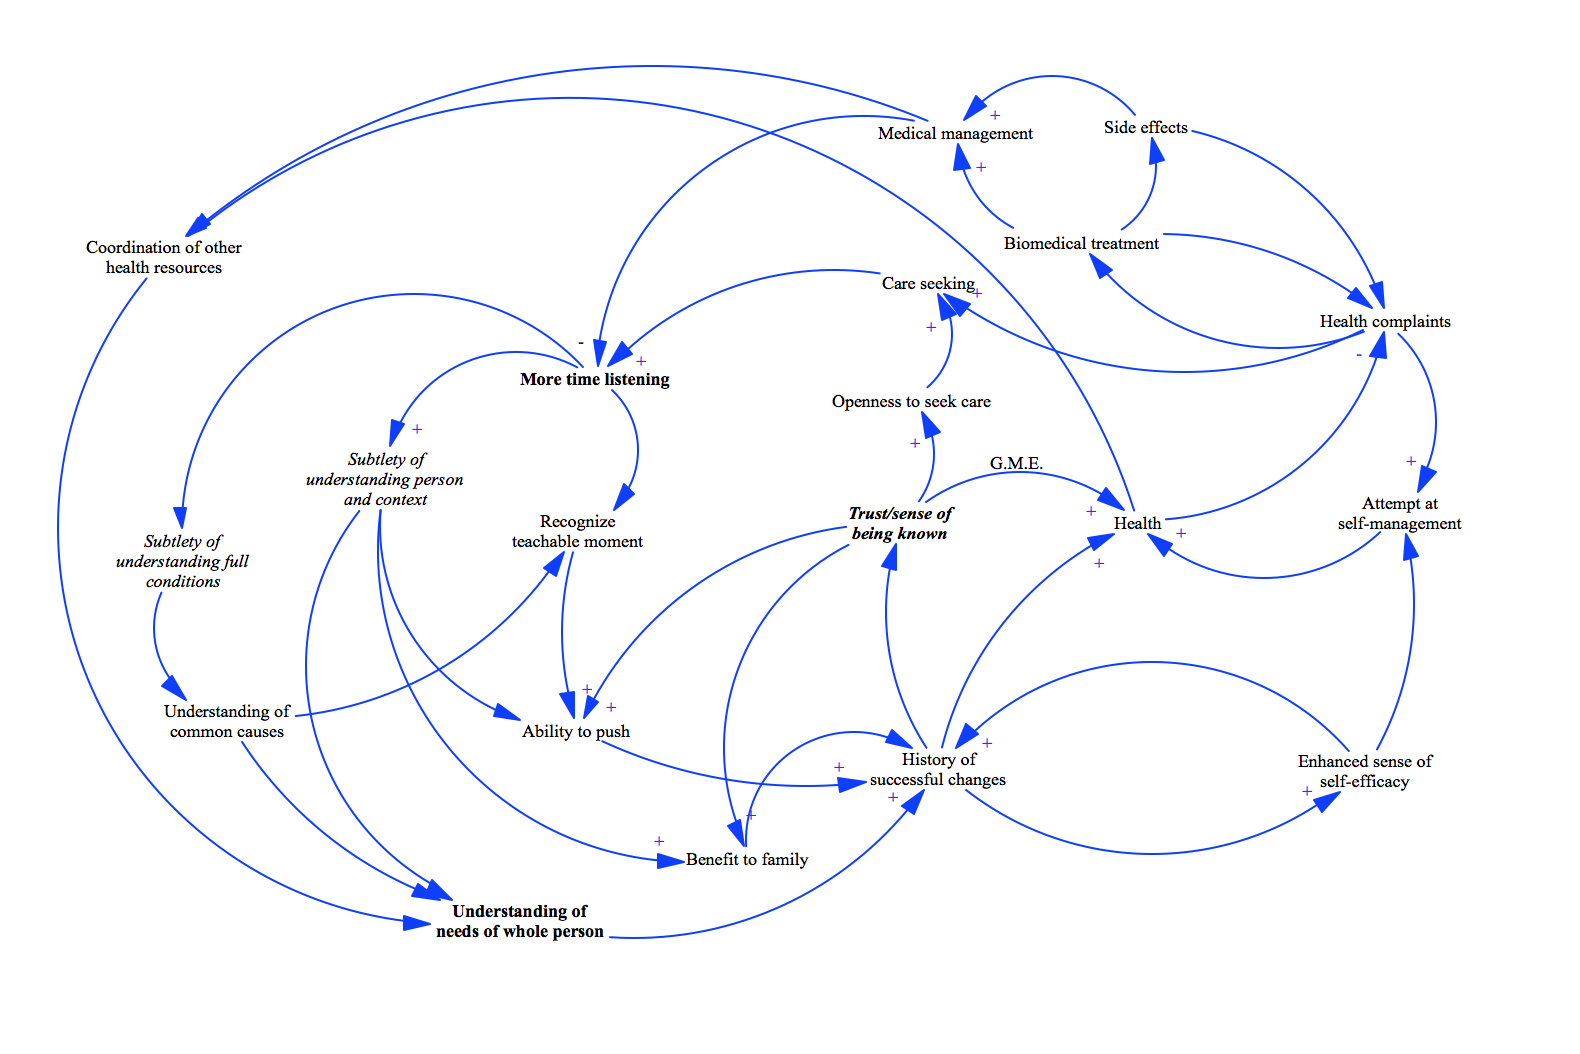 Medical management
Side effects
Coordination of other
health resources
Biomedical treatment
Care seeking
Health complaints
More time listening
Openness to seek care
Subtlety of
understanding person
and context
G.M.E.
Attempt at
self-management
Trust/sense of
being known
Health
Recognize
teachable moment
Subtlety of
understanding full
conditions
Understanding of
common causes
Ability to push
History of
successful changes
Enhanced sense of
self-efficacy
Benefit to family
Understanding of
needs of whole person